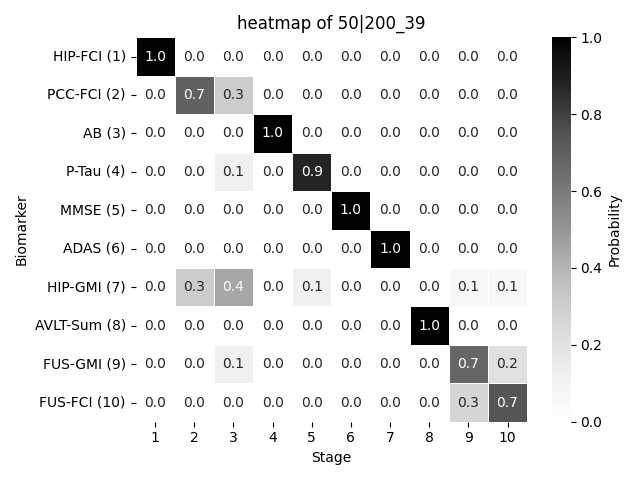 heatmap of 50|200_39
HIP-FCI (1) 1.0 0.0 0.0 0.0 0.0 0.0 0.0 0.0 0.0 0.0
PCC-FCI (2) 0.0 0.7 0.3 0.0 0.0 0.0 0.0 0.0 0.0 0.0
AB (3) 0.0 0.0 0.0 1.0 0.0 0.0 0.0 0.0 0.0 0.0
P-Tau (4) 0.0 0.0 0.1 0.0 0.9 0.0 0.0 0.0 0.0 0.0
MMSE (5) 0.0 0.0 0.0 0.0 0.0 1.0 0.0 0.0 0.0 0.0
ADAS (6) 0.0 0.0 0.0 0.0 0.0 0.0 1.0 0.0 0.0 0.0
HIP-GMI (7) 0.0 0.3 0.4 0.0 0.1 0.0 0.0 0.0 0.1 0.1
AVLT-Sum (8) 0.0 0.0 0.0 0.0 0.0 0.0 0.0 1.0 0.0 0.0
FUS-GMI (9) 0.0 0.0 0.1 0.0 0.0 0.0 0.0 0.0 0.7 0.2
FUS-FCI (10) 0.0 0.0 0.0 0.0 0.0 0.0 0.0 0.0 0.3 0.7
1 2 3 4 5 6 7 8 9 10
Stage
Biomarker
1.0
0.8
0.6
0.4
0.2
0.0
Probability